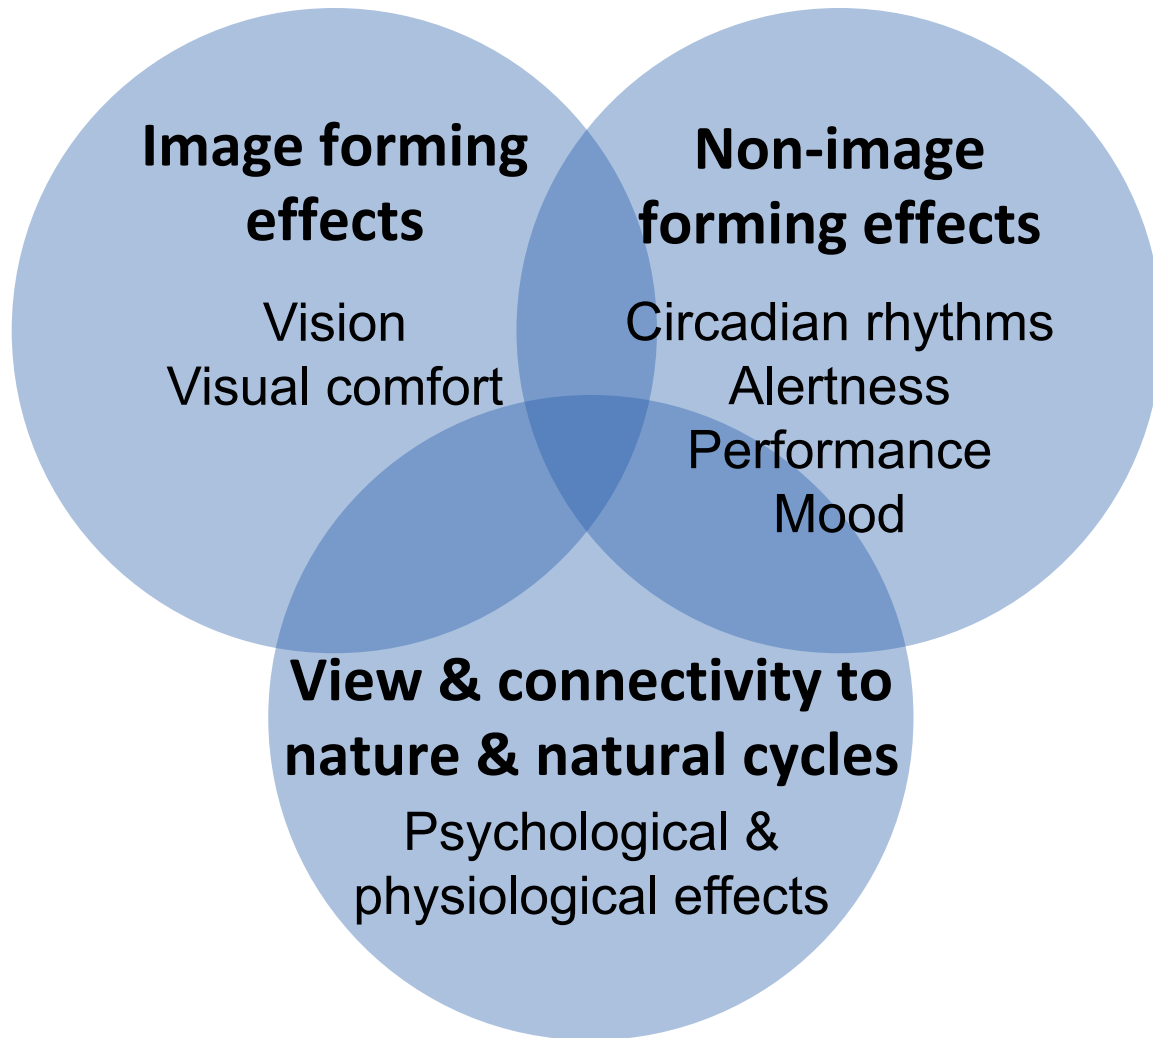 Image forming
effects
Vision
Visual comfort
Non-image
forming effects
Circadian rhythms
Alertness
Performance
Mood
View & connectivity to
nature & natural cycles
Psychological &
physiological effects